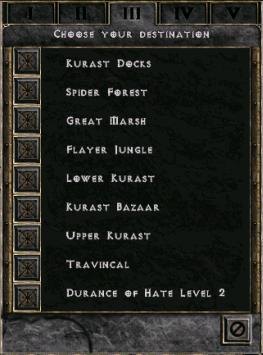 I II III IV V
Choose your destination
Kurast Docks
Spider Forest
Great Marsh
Flayer Jungle
Lower Kurast
Kurast Bazaar
Upper Kurast
Travincal
Durance of Hate Level 2